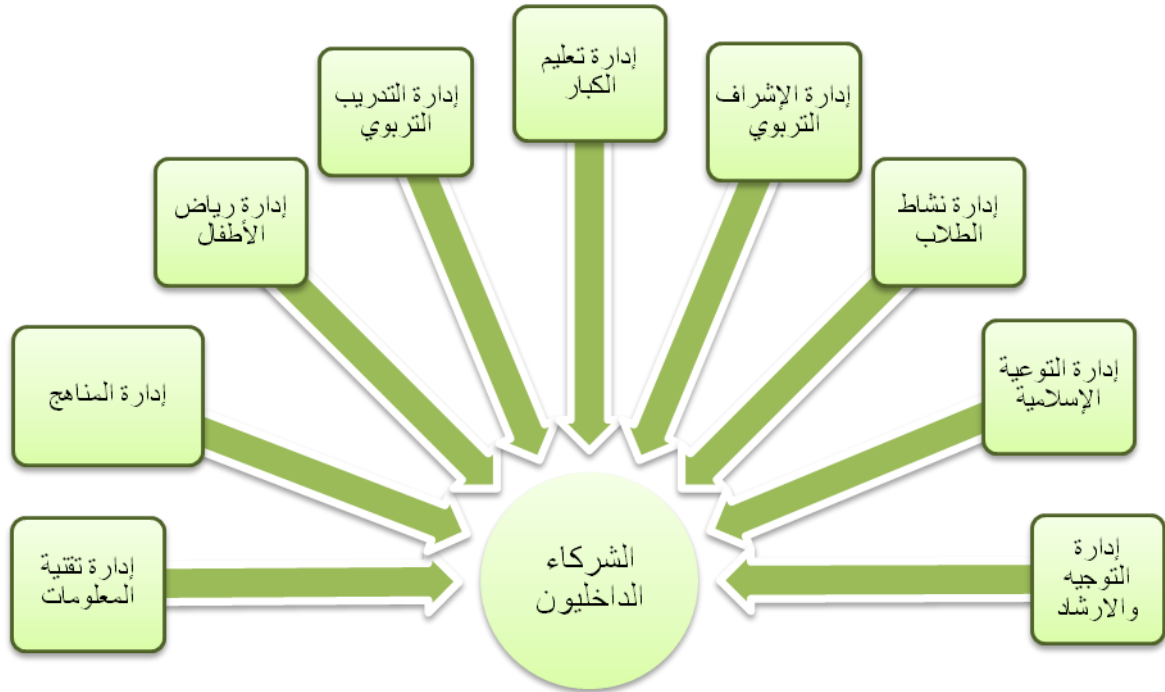 إدارة تعليم
الكبار
إدارة الإشراف
التربوي
إدارة التدريب
التربوي
إدارة نشاط
الطلاب
إدارة رياض
الأطفال
إدارة التوعية
الإسلامية
إدارة المناهج
إدارة
التوجيه
والارشاد
إدارة تقنية
المعلومات
الشركاء
الداخليون